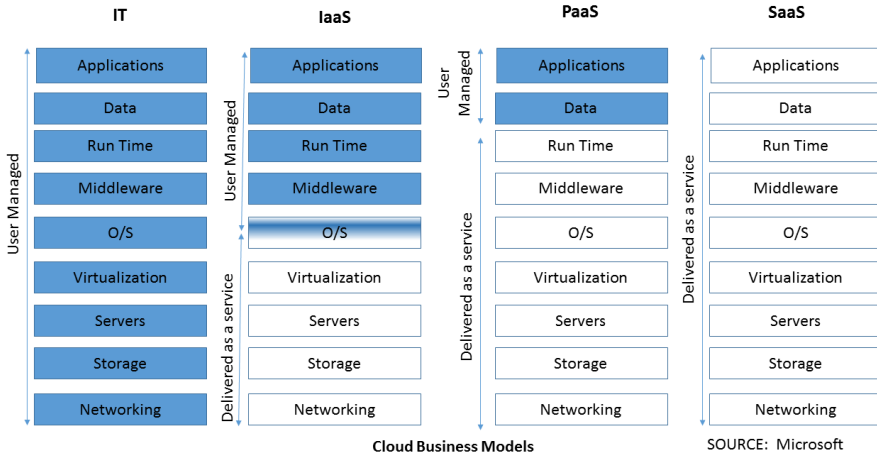 IT
IaaS
PaaS
SaaS
User Managed
Applications
Data
Run Time
Middleware
O/S
Virtualization
Servers
Storage
Networking
User Managed
Delivered as a service
Applications
Data
Run Time
Middleware
O/S
Virtualization
Servers
Storage
Networking
User
Managed
Delivered as a service
Applications
Data
Run Time
Middleware
O/S
Virtualization
Servers
Storage
Networking
Delivered as a service
Applications
Data
Run Time
Middleware
O/S
Virtualization
Servers
Storage
Networking
Cloud Business Models
SOURCE: Microsoft